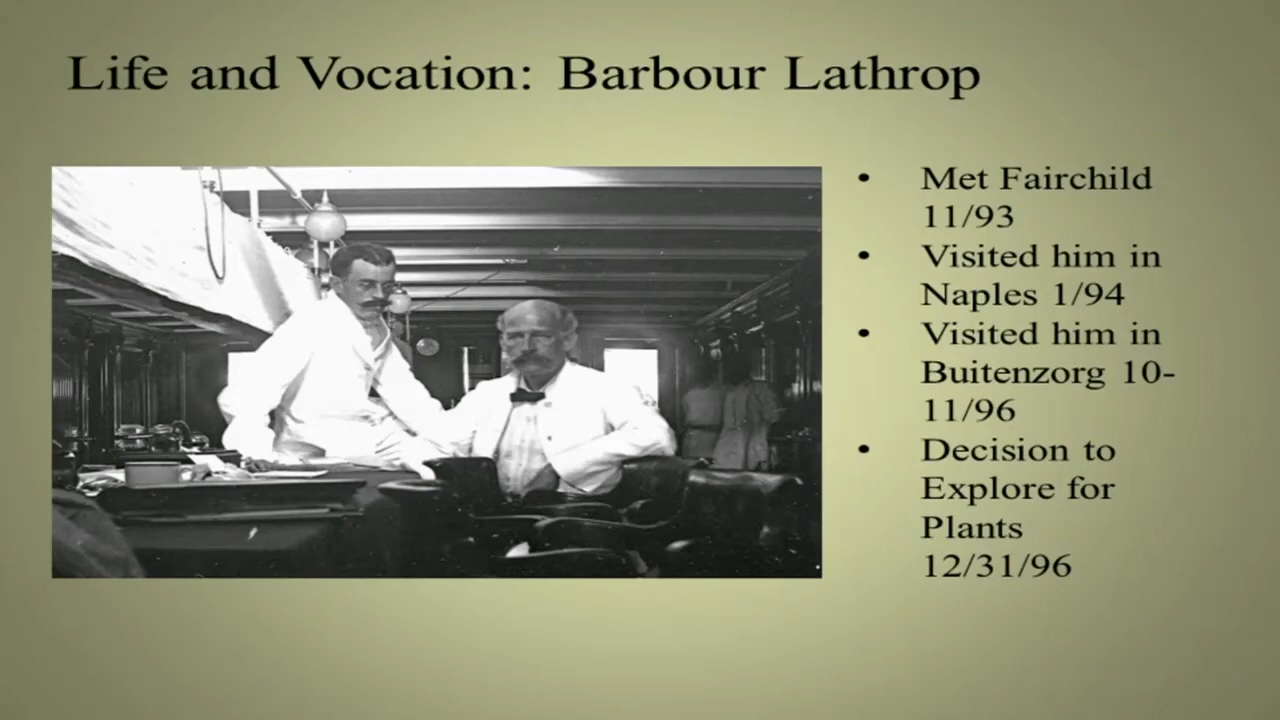 Life and Vocation: Barbour Lathrop
• Met Fairchild
11/93
• Visited him in
Naples 1/94
• Visited him in
Buitenzorg 10-
11/96
• Decision to
Explore for
Plants
12/31/96